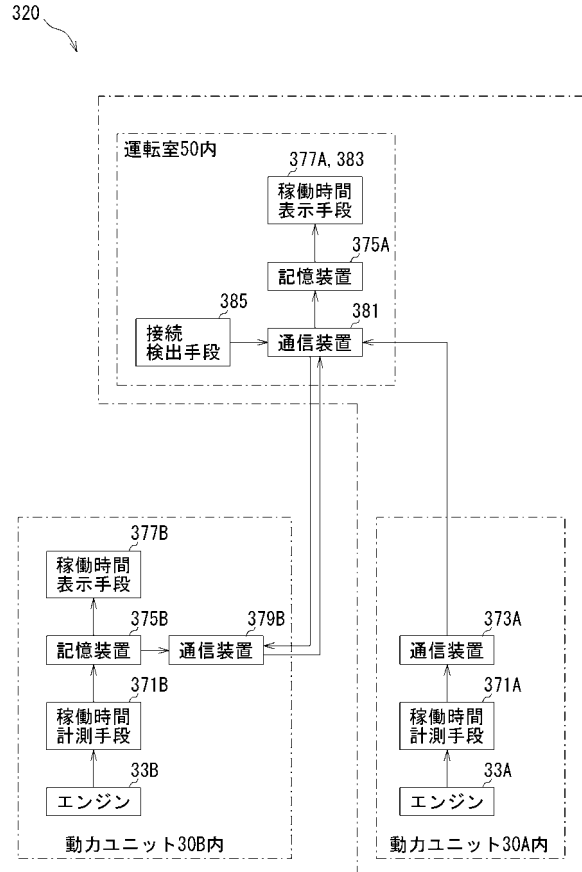 320
運転室50内
377A, 383
稼働時間
表示手段
375A
記憶装置
385
接続
検出手段
381
通信装置
377B
稼働時間
表示手段
375B
記憶装置
379B
通信装置
371B
稼働時間
計測手段
33B
エンジン
動力ユニット30B内
373A
通信装置
371A
稼働時間
計測手段
33A
エンジン
動力ユニット30A内